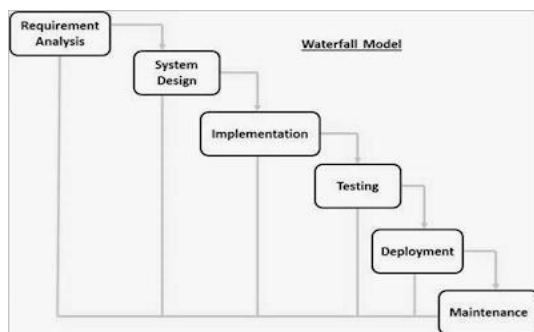 Requirement
Analysis
Waterfall Model
System
Design
Implementation
Testing
Deployment
Maintenance